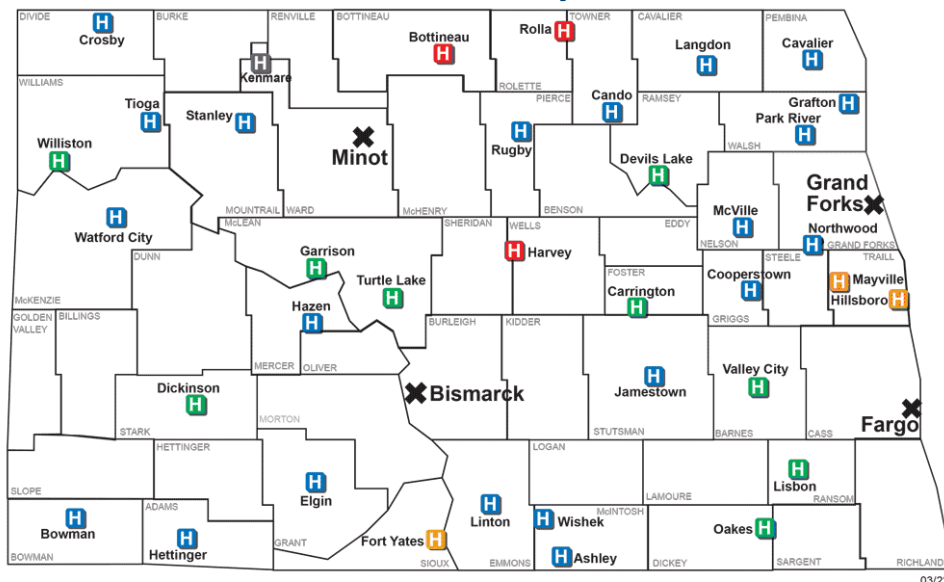 DIVIDE
BURKE
RENVILLE
BOTTINEAU
TOWNER
CAVALIER
PEMBINA
Crosby
H
Rolla
H
Bottineau
H
Langdon
H
Cavalier
H
H
Kenmare
WILLIAMS
ROLETTE
PIERCE
RAMSEY
Tioga
H
Stanley
H
Cando
H
Grafton
H
Park River
H
Williston
H
Minot
H
Rugby
Devils Lake
H
WALSH
Grand
Forks
H
Watford City
MOUNTRAIL
WARD
McHENRY
BENSON
McVille
H
Northwood
H
McLEAN
SHERIDAN
WELLS
EDDY
NELSON
GRAND FORKS
DUNN
Garrison
H
H
Harvey
STEELE
TRAILL
FOSTER
Cooperstown
H
H
Mayville
Turtle Lake
H
Carrington
H
Hillsboro
H
McKENZIE
Hazen
H
GOLDEN
VALLEY
BILLINGS
BURLEIGH
KIDDER
GRIGGS
MERCER
OLIVER
Dickinson
H
Bismarck
H
Jamestown
Valley City
H
MORTON
Fargo
STARK
STUTSMAN
BARNES
CASS
HETTINGER
LOGAN
H
Elgin
H
Lisbon
SLOPE
LAMOURE
RANSOM
ADAMS
H
Linton
McINTOSH
H
Bowman
H
Wishek
Oakes
H
H
Hettinger
Fort Yates
H
H
Ashley
BOWMAN
GRANT
SIOUX
EMMONS
DICKEY
SARGENT
RICHLAND